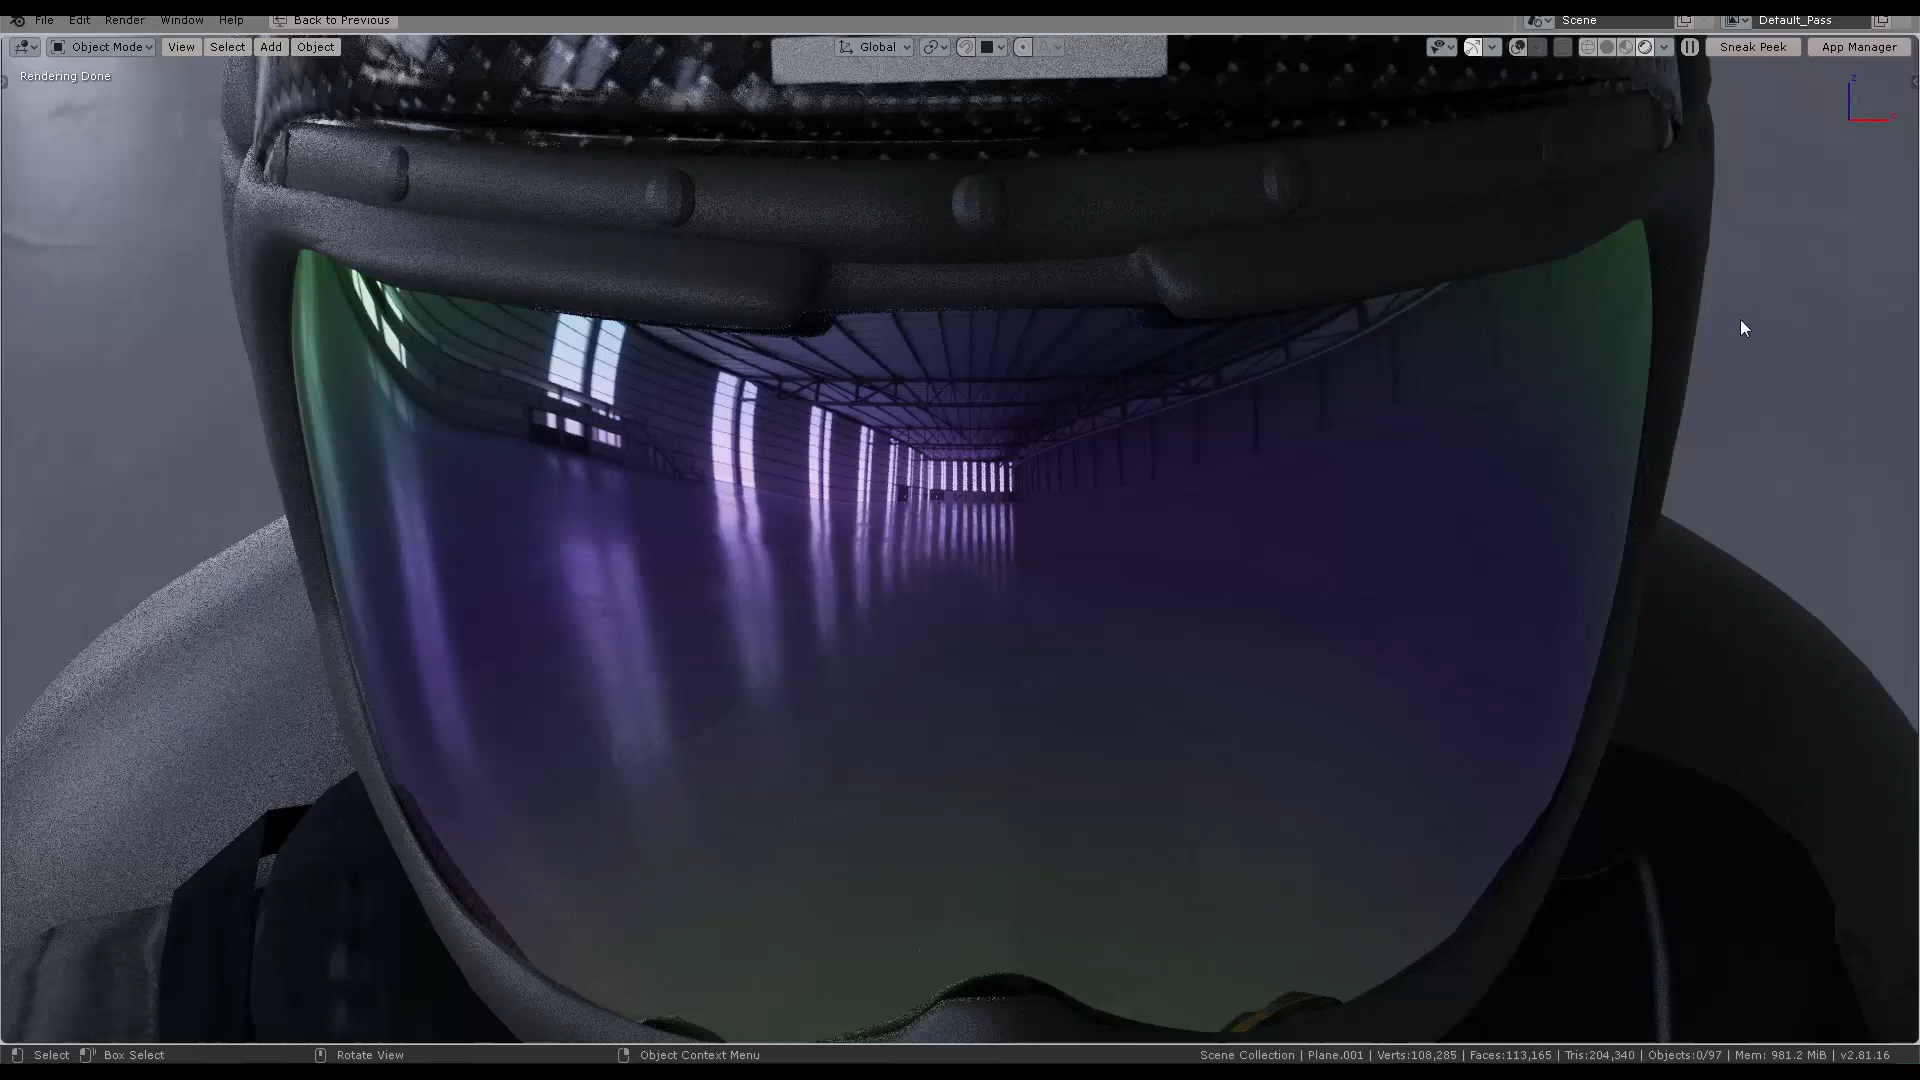 File Edit Render Window Help Back to Previous Scene Default_Pass
Object Mode View Select Add Object Global Sneak Peek App Manager
Rendering Done
Z
X
Select Box Select Rotate View Object Context Menu Scene Collection | Plane.001 | Verts:108,285 | Faces:113,165 | Tris:204,340 | Objects:0/97 | Mem: 981.2 MiB | v2.81.16